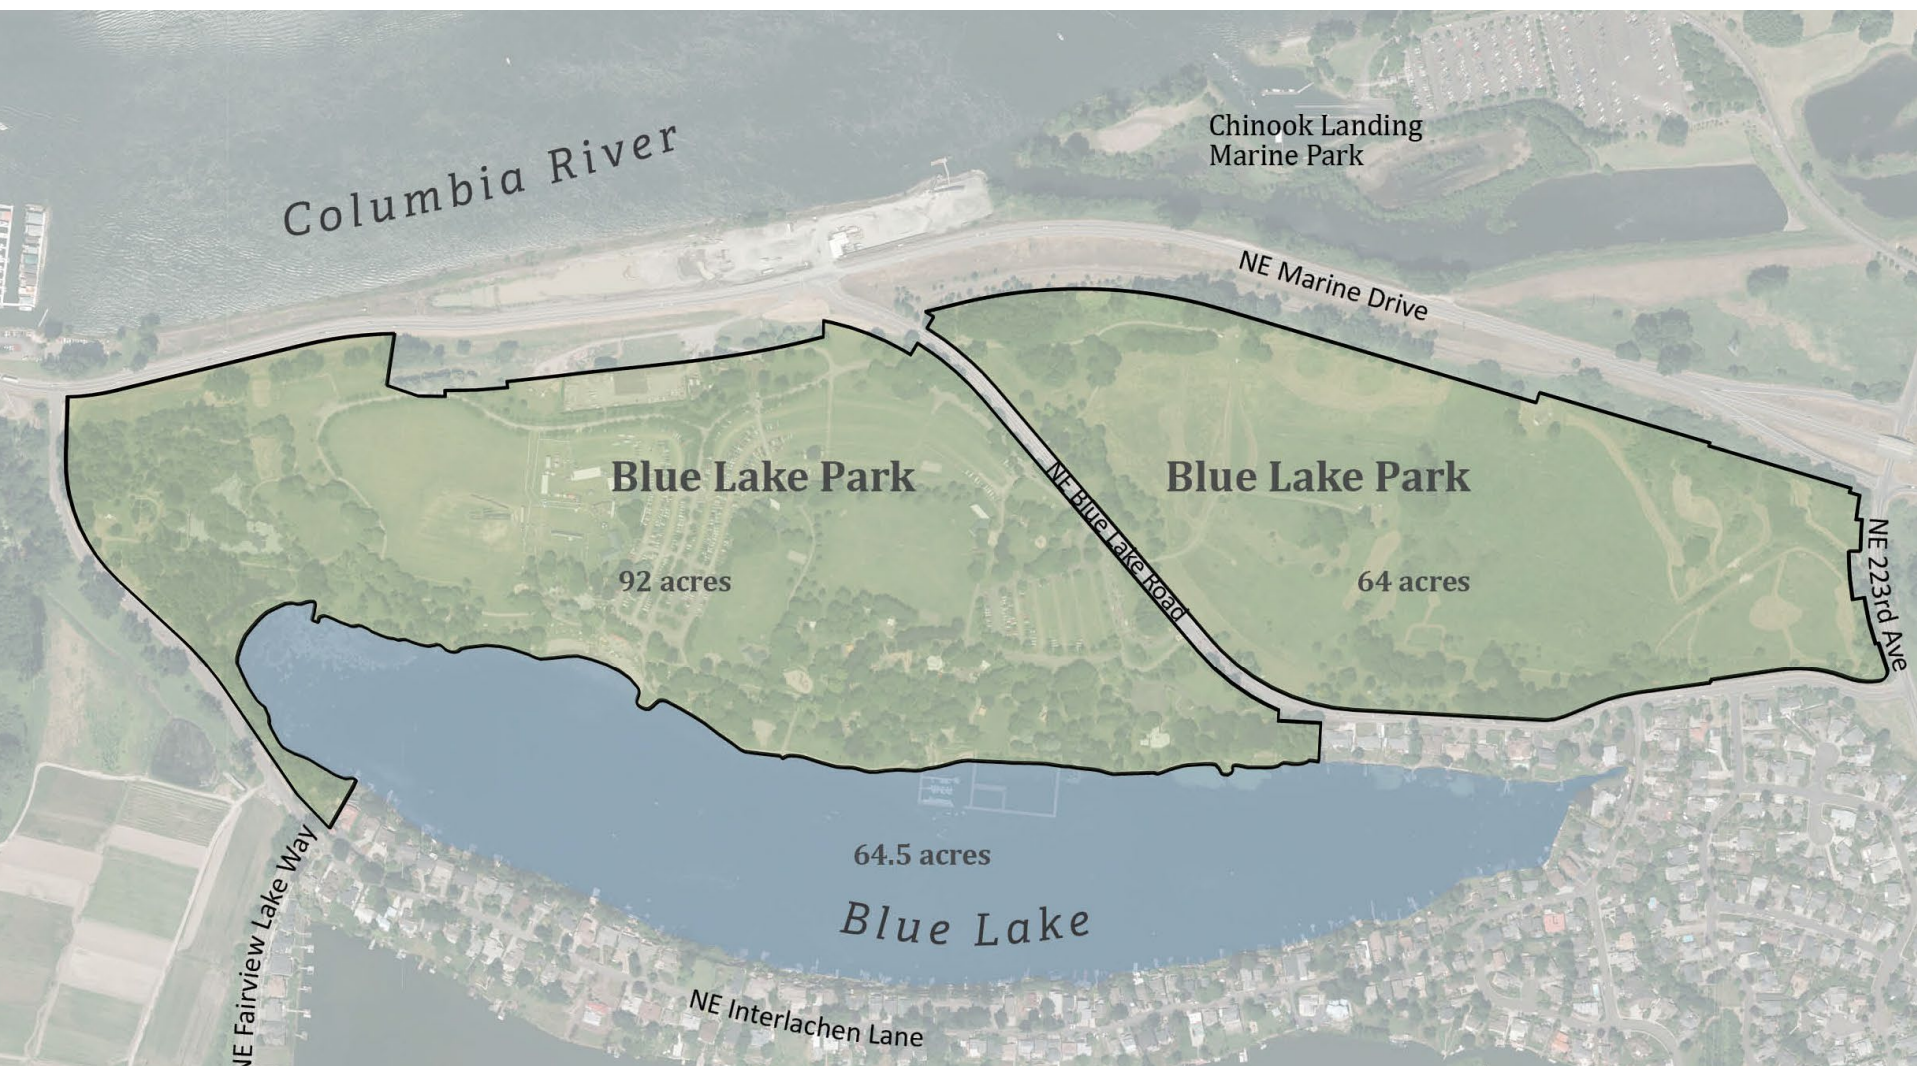 Columbia River
Chinook Landing
Marine Park
NE Marine Drive
Blue Lake Park
92 acres
NE Blue Lake Road
Blue Lake Park
64 acres
NE 223rd Ave
64.5 acres
Blue Lake
NE Fairview Lake Way
NE Interlachen Lane